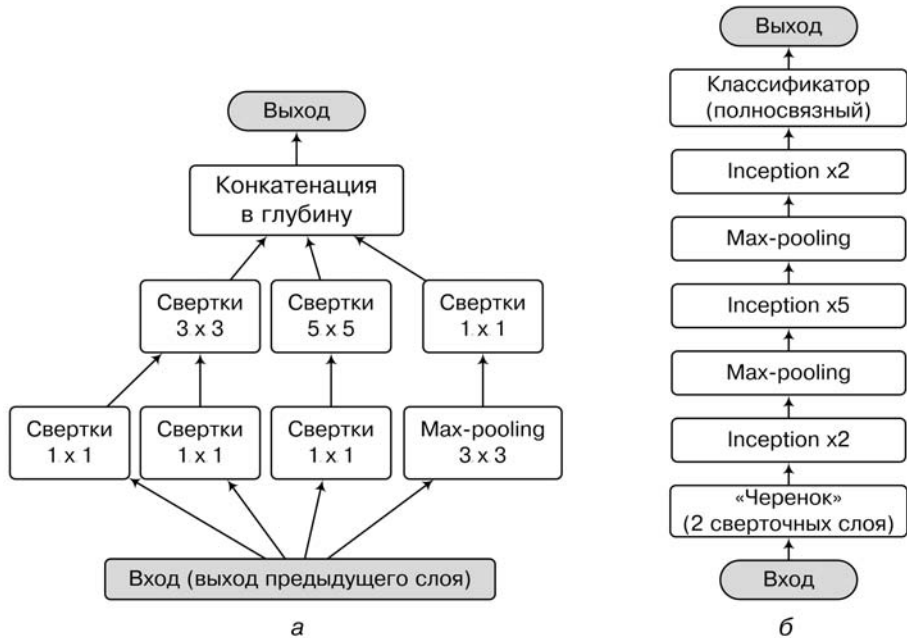 Выход
Конкатенация
в глубину
Свертки
3 x 3
Свертки
5 x 5
Свертки
1 x 1
Свертки
1 x 1
Свертки
1 x 1
Свертки
1 x 1
Max-pooling
3 x 3
Вход (выход предыдущего слоя)
а
Выход
Классификатор
(полносвязный)
Inception x2
Max-pooling
Inception x5
Max-pooling
Inception x2
«Черенок»
(2 сверточных слоя)
Вход
б